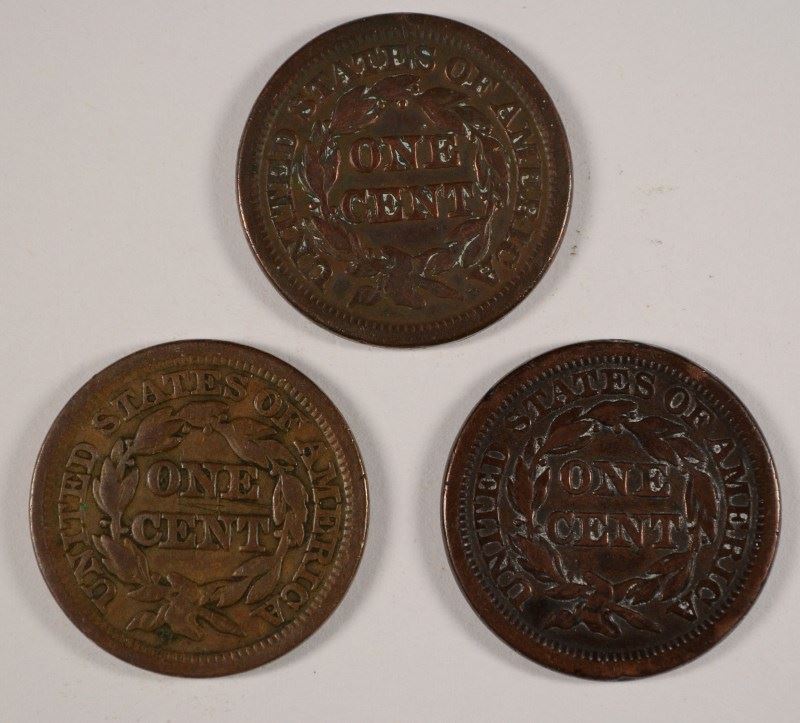 UNITED STATES OF AMERICA
ONE
CENT
UNITED STATES OF AMERICA
ONE
CENT
UNITED STATES OF AMERICA
ONE
CENT